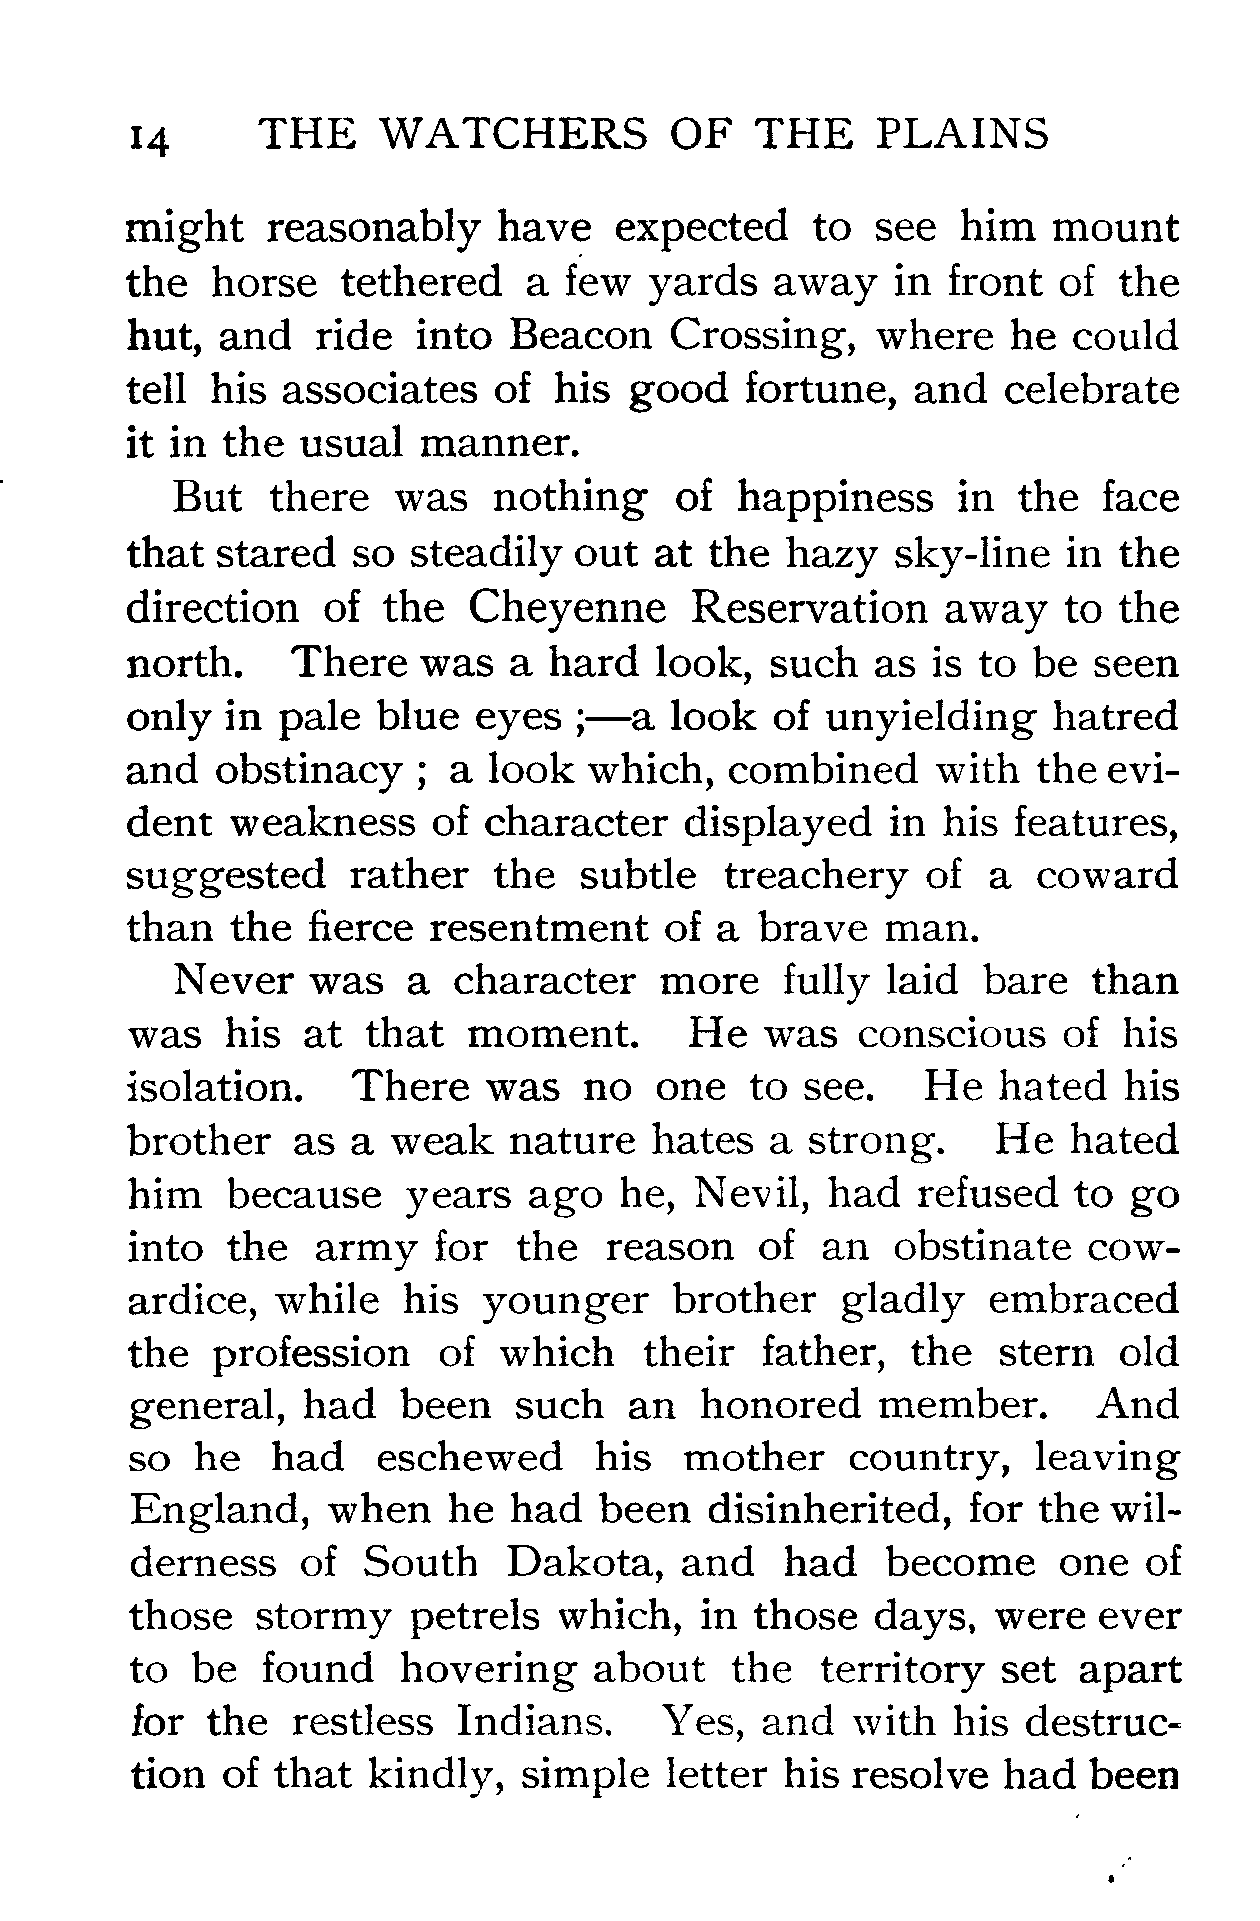 14 THE WATCHERS OF THE PLAINS
might reasonably have expected to see him mount
the horse tethered a few yards away in front of the
hut, and ride into Beacon Crossing, where he could
tell his associates of his good fortune, and celebrate
it in the usual manner.
But there was nothing of happiness in the face
that stared so steadily out at the hazy sky-line in the
direction of the Cheyenne Reservation away to the
north. There was a hard look, such as is to be seen
only in pale blue eyes ;—a look of unyielding hatred
and obstinacy ; a look which, combined with the evi-
dent weakness of character displayed in his features,
suggested rather the subtle treachery of a coward
than the fierce resentment of a brave man.
Never was a character more fully laid bare than
was his at that moment. He was conscious of his
isolation. There was no one to see. He hated his
brother as a weak nature hates a strong. He hated
him because years ago he, Nevil, had refused to go
into the army for the reason of an obstinate cow-
ardice, while his younger brother gladly embraced
the profession of which their father, the stern old
general, had been such an honored member. And
so he had eschewed his mother country, leaving
England, when he had been disinherited, for the wil-
derness of South Dakota, and had become one of
those stormy petrels which, in those days, were ever
to be found hovering about the territory set apart
for the restless Indians. Yes, and with his destruc-
tion of that kindly, simple letter his resolve had been